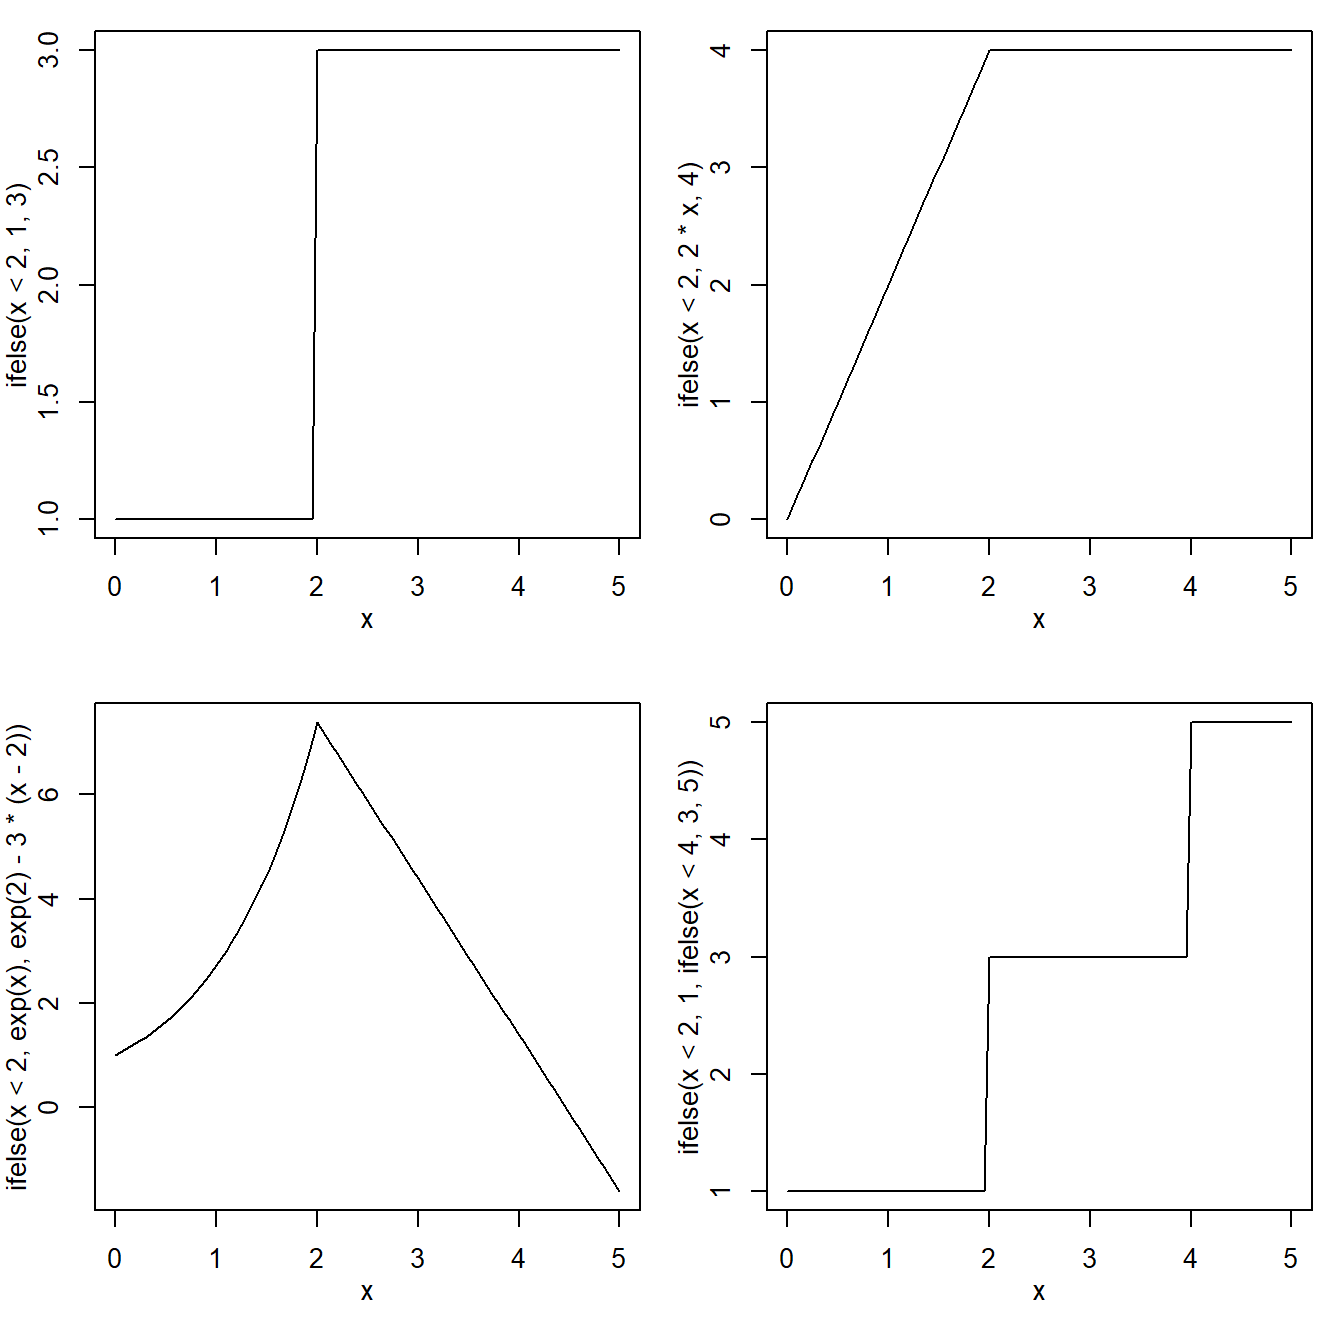 ifelse(x < 2, 1, 3)
3.0
2.5
2.0
1.5
1.0
0 1 2 3 4 5
x
ifelse(x < 2, 2 * x, 4)
4
3
2
1
0
0 1 2 3 4 5
x
ifelse(x < 2, exp(x), exp(2) - 3 * (x - 2))
6
4
2
0
0 1 2 3 4 5
x
ifelse(x < 2, 1, ifelse(x < 4, 3, 5))
5
4
3
2
1
0 1 2 3 4 5
x